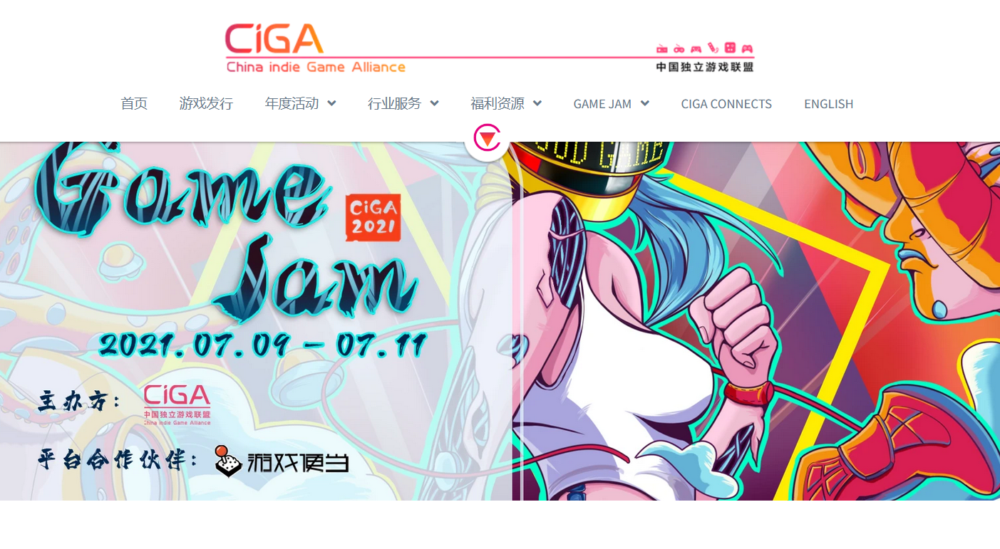 CiGA
China indie Game Alliance
中国独立游戏联盟
首页 游戏发行 年度活动 行业服务 福利资源 GAME JAM CIGA CONNECTS ENGLISH
Game
CiGA
2021
Jam
2021.07.09 - 07.11
主办方：
CiGA
中国独立游戏联盟
China indie Game Alliance
平台合作伙伴：
游戏便当
GAME